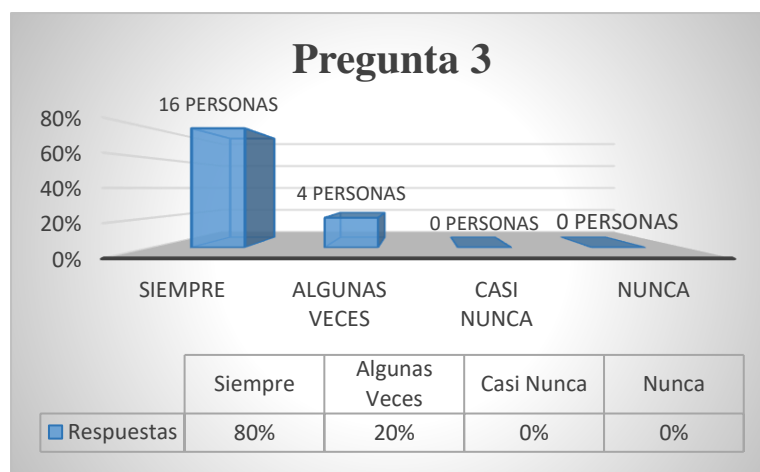 Pregunta 3
16 PERSONAS
80%
60%
4 PERSONAS
40%
0 PERSONAS
0 PERSONAS
20%
0%
SIEMPRE
ALGUNAS
VECES
CASI
NUNCA
NUNCA
Siempre
Algunas
Veces
Casi Nunca
Nunca
Respuestas
80%
20%
0%
0%